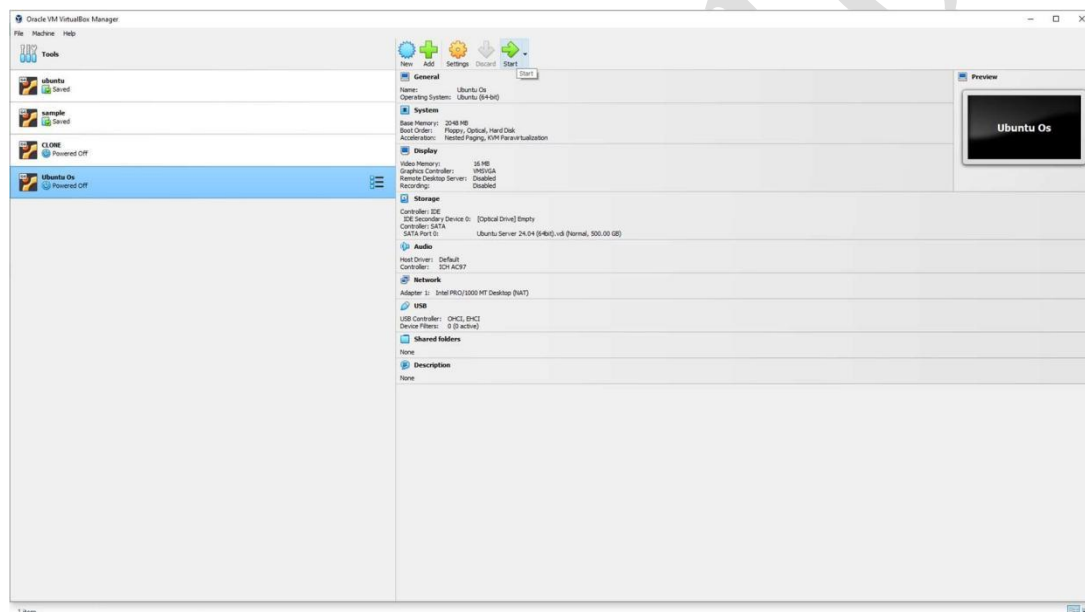 Oracle VM VirtualBox Manager
File Machine Help
Tools
New Add Settings Discard Start
Start
ubuntu
Saved
sample
Saved
CLONE
Powered Off
Ubuntu Os
Powered Off
General
Name: Ubuntu Os
Operating System: Ubuntu (64-bit)
System
Base Memory: 2048 MB
Boot Order: Floppy, Optical, Hard Disk
Acceleration: Nested Paging, KVM Paravirtualization
Display
Video Memory: 16 MB
Graphics Controller: VMSVGA
Remote Desktop Server: Disabled
Recording: Disabled
Storage
Controller: IDE
IDE Secondary Device 0: [Optical Drive] Empty
Controller: SATA
SATA Port 0: Ubuntu Server 24.04 (64bit).vdi (Normal, 500.00 GB)
Audio
Host Driver: Default
Controller: ICH AC97
Network
Adapter 1: Intel PRO/1000 MT Desktop (NAT)
USB
USB Controller: OHCI, EHCI
Device Filters: 0 (0 active)
Shared folders
None
Description
None
Preview
Ubuntu Os